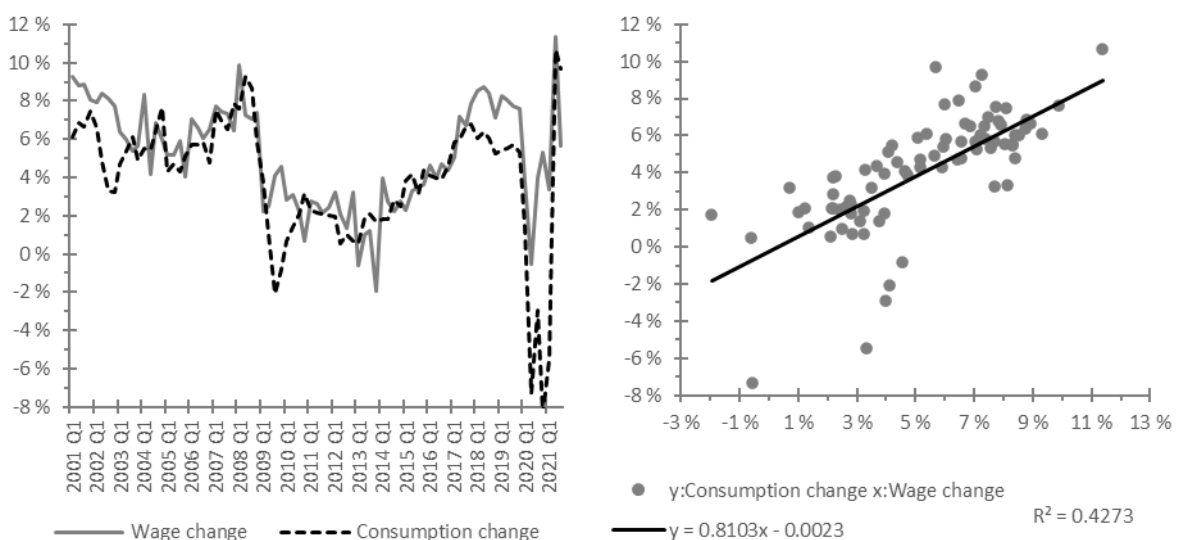 12 %
10 %
8 %
6 %
4 %
2 %
0 %
-2 %
-4 %
-6 %
-8 %
2001 Q1
2002 Q1
2003 Q1
2004 Q1
2005 Q1
2006 Q1
2007 Q1
2008 Q1
2009 Q1
2010 Q1
2011 Q1
2012 Q1
2013 Q1
2014 Q1
2015 Q1
2016 Q1
2017 Q1
2018 Q1
2019 Q1
2020 Q1
2021 Q1
Wage change
Consumption change
12 %
10 %
8 %
6 %
4 %
2 %
0 %
-2 %
-4 %
-6 %
-8 %
-3 %
-1 %
1 %
3 %
5 %
7 %
9 %
11 %
13 %
y:Consumption change x:Wage change
y = 0.8103x - 0.0023
R² = 0.4273